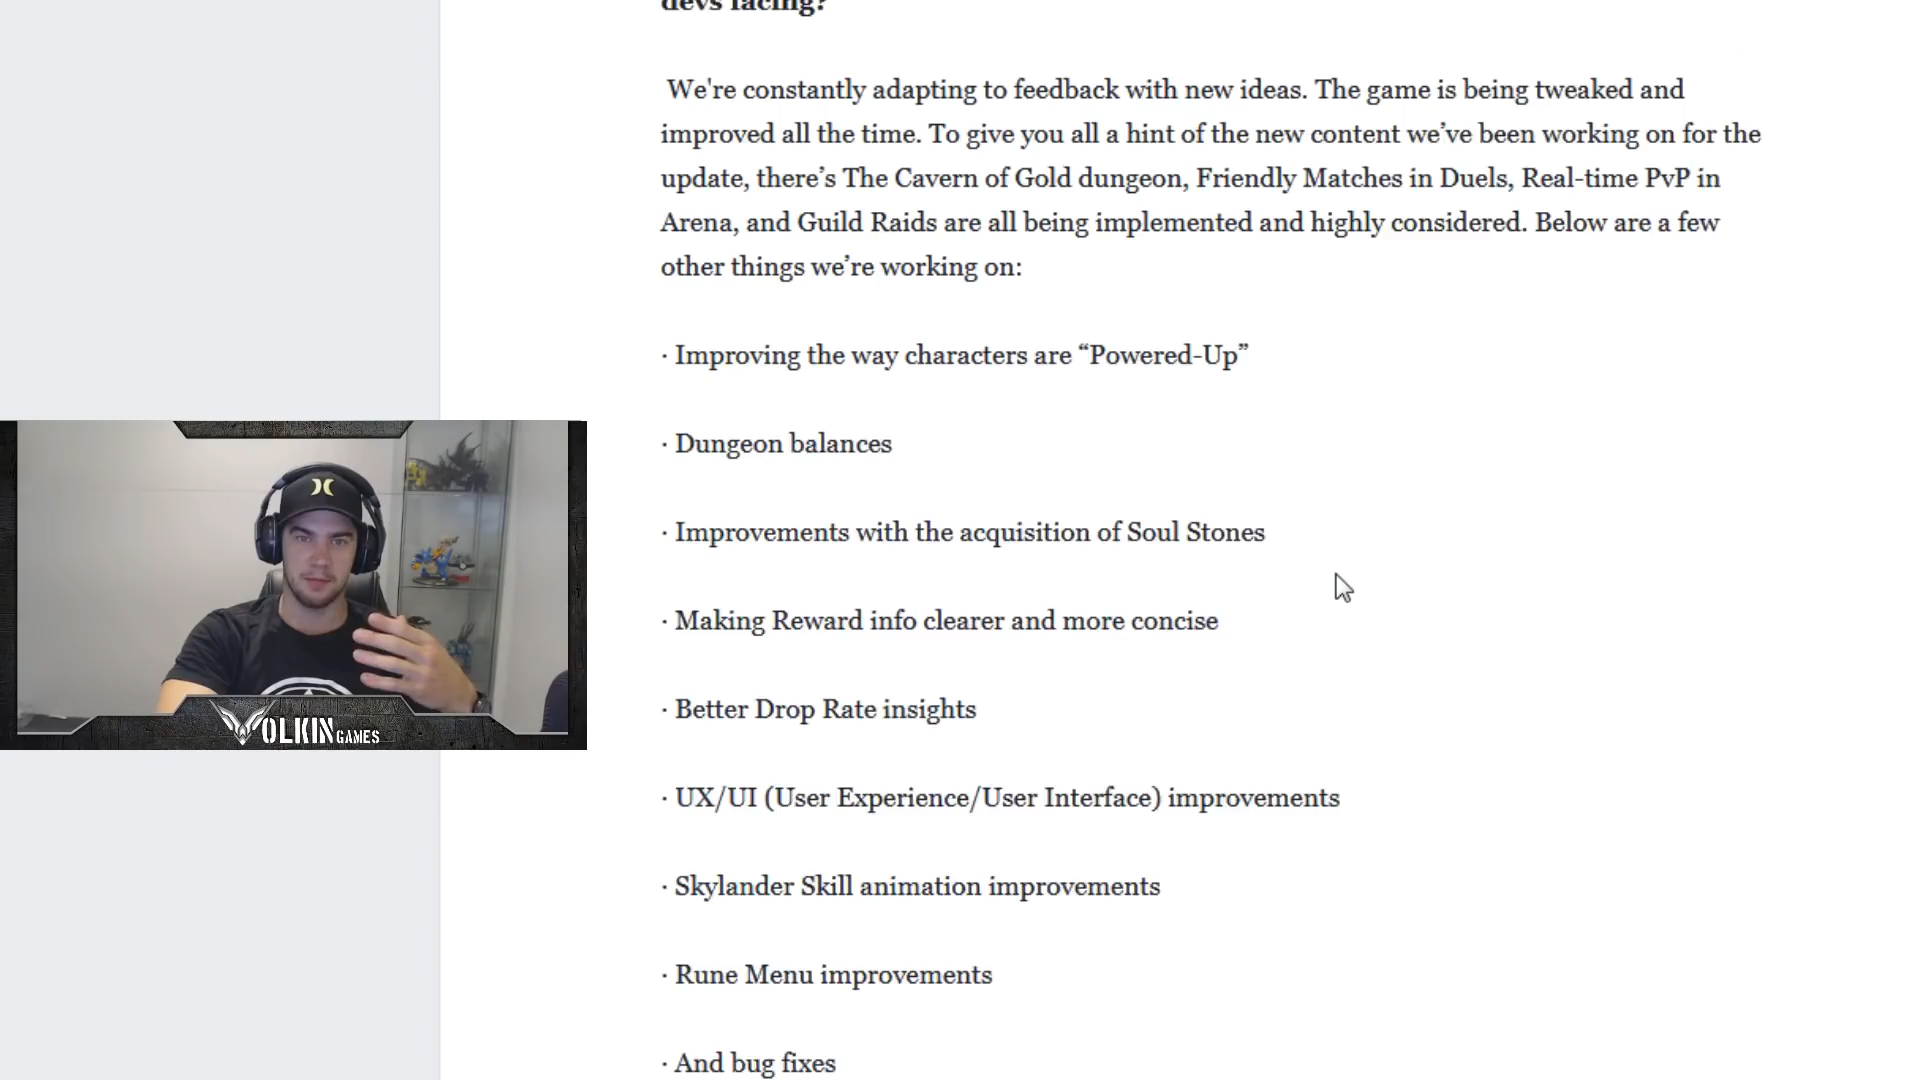 devs facing?
We're constantly adapting to feedback with new ideas. The game is being tweaked and
improved all the time. To give you all a hint of the new content we’ve been working on for the
update, there’s The Cavern of Gold dungeon, Friendly Matches in Duels, Real-time PvP in
Arena, and Guild Raids are all being implemented and highly considered. Below are a few
other things we’re working on:
· Improving the way characters are “Powered-Up”
· Dungeon balances
· Improvements with the acquisition of Soul Stones
· Making Reward info clearer and more concise
· Better Drop Rate insights
· UX/UI (User Experience/User Interface) improvements
· Skylander Skill animation improvements
· Rune Menu improvements
· And bug fixes
VOLKIN GAMES